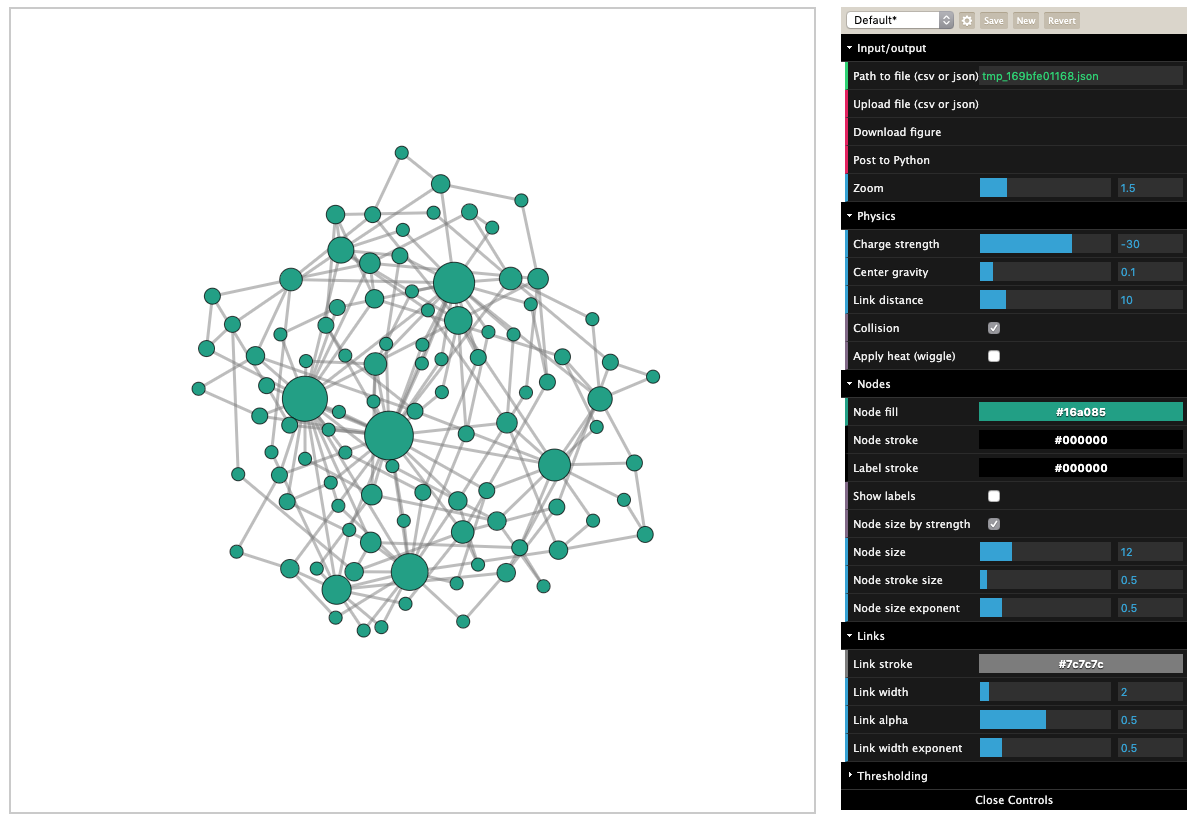 Default* Save New Revert
Input/output
Path to file (csv or json) tmp_169bfe01168.json
Upload file (csv or json)
Download figure
Post to Python
Zoom 1.5
Physics
Charge strength -30
Center gravity 0.1
Link distance 10
Collision
Apply heat (wiggle)
Nodes
Node fill #16a085
Node stroke #000000
Label stroke #000000
Show labels
Node size by strength
Node size 12
Node stroke size 0.5
Node size exponent 0.5
Links
Link stroke #7c7c7c
Link width 2
Link alpha 0.5
Link width exponent 0.5
Thresholding
Close Controls